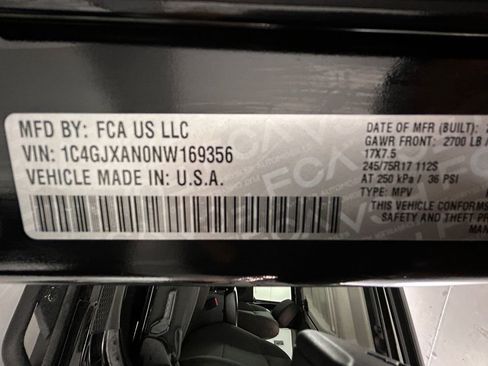 MFD BY: FCA US LLC
VIN: 1C4GJXAN0NW169356
VEHICLE MADE IN: U.S.A.
DATE OF MFR (BUILT):
GAWR FRONT: 2700 LB
17X7.5
245/75R17 112S
AT 250 kPa / 36 PSI
TYPE: MPV
THIS VEHICLE CONFORMS
SAFETY AND THEFT